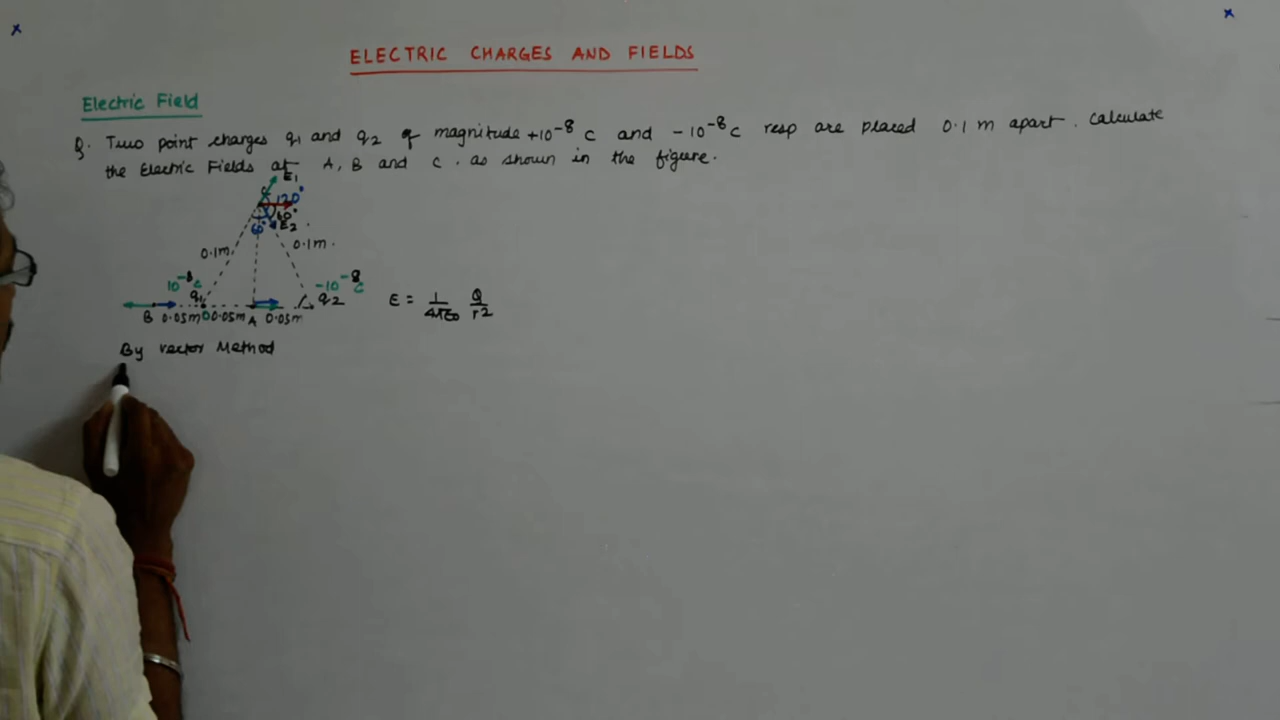 ELECTRIC CHARGES AND FIELDS
Electric Field
Q. Two point charges q1 and q2 of magnitude +10⁻⁸ C and -10⁻⁸ C resp are placed 0.1 m apart. Calculate
the Electric Fields at A, B and C, as shown in the figure.
E1
C 120°
60°
60° E2
0.1m 0.1m
10⁻⁸ C -10⁻⁸ C
q1 q2 E = 1/4πε0 Q/r2
B 0.05m 0.05m A 0.05m
By vector Method